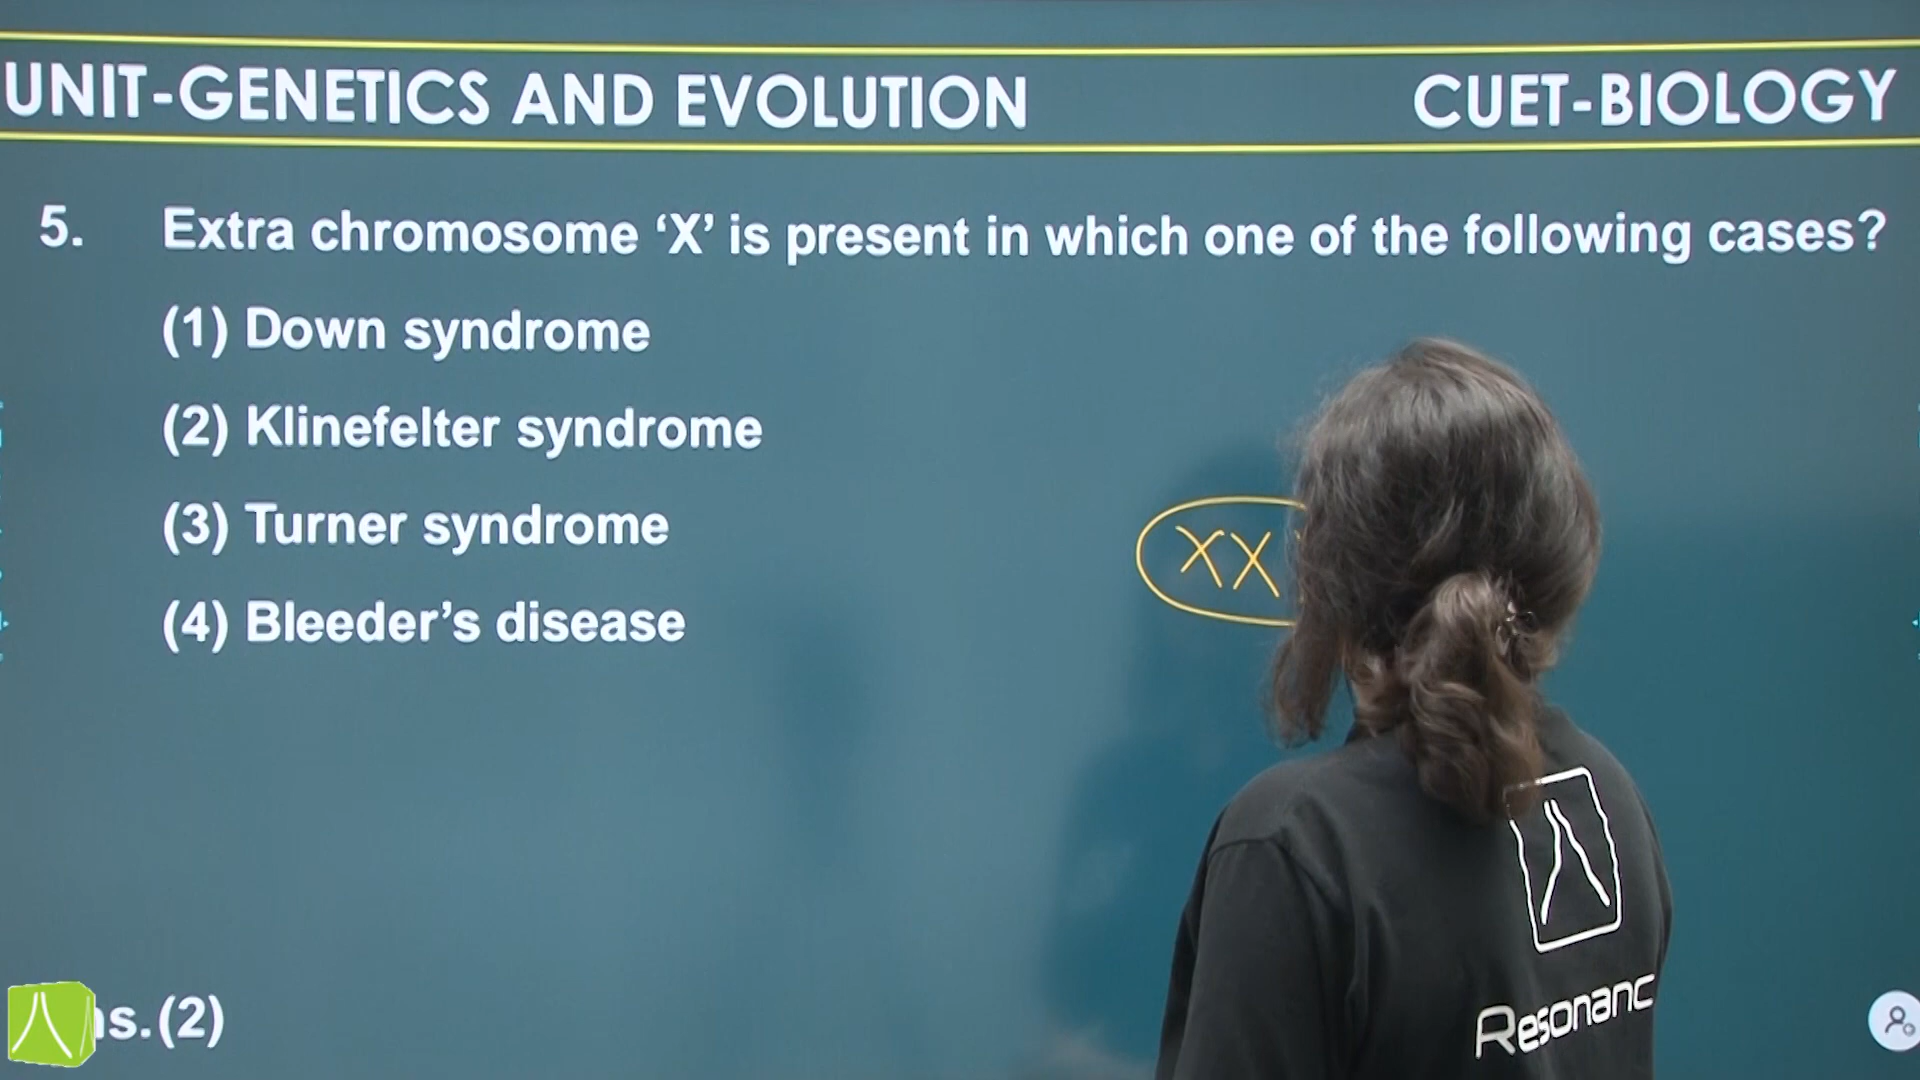 UNIT-GENETICS AND EVOLUTION CUET-BIOLOGY
5. Extra chromosome ‘X’ is present in which one of the following cases?
(1) Down syndrome
(2) Klinefelter syndrome
(3) Turner syndrome
(4) Bleeder’s disease
XX
Resonanc
ns.(2)